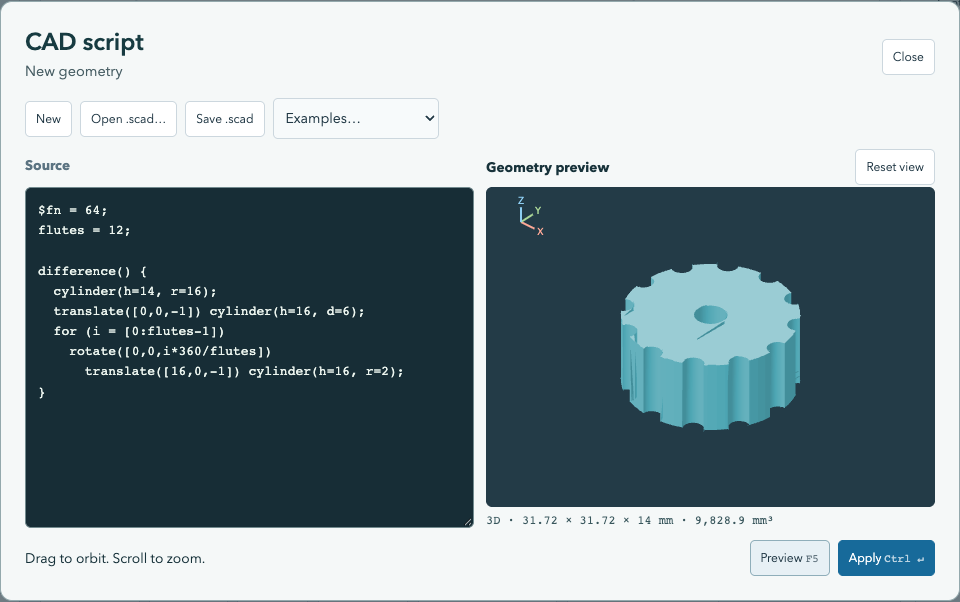 CAD script
New geometry
Close
New
Open .scad...
Save .scad
Examples...
Source
Geometry preview
Reset view
$fn = 64;
flutes = 12;
difference() {
  cylinder(h=14, r=16);
  translate([0,0,-1]) cylinder(h=16, d=6);
  for (i = [0:flutes-1])
    rotate([0,0,i*360/flutes])
      translate([16,0,-1]) cylinder(h=16, r=2);
}
Z
Y
X
3D · 31.72 × 31.72 × 14 mm · 9,828.9 mm³
Drag to orbit. Scroll to zoom.
Preview F5
Apply Ctrl ↵